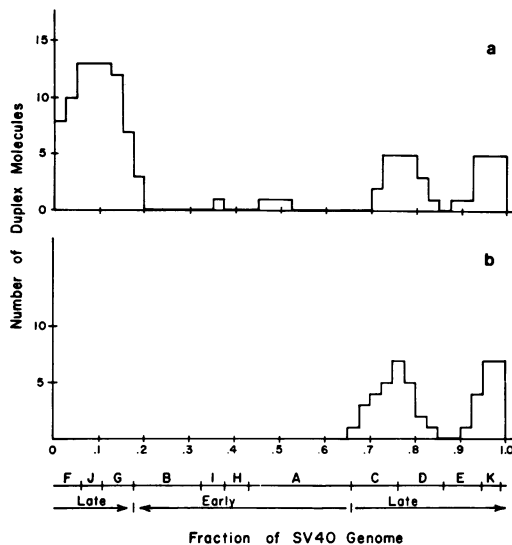 a
15
10
5
0
Number of Duplex Molecules
b
10
5
0 .1 .2 .3 .4 .5 .6 .7 .8 .9 1.0
F J G B I H A C D E K
Late Early Late
Fraction of SV40 Genome